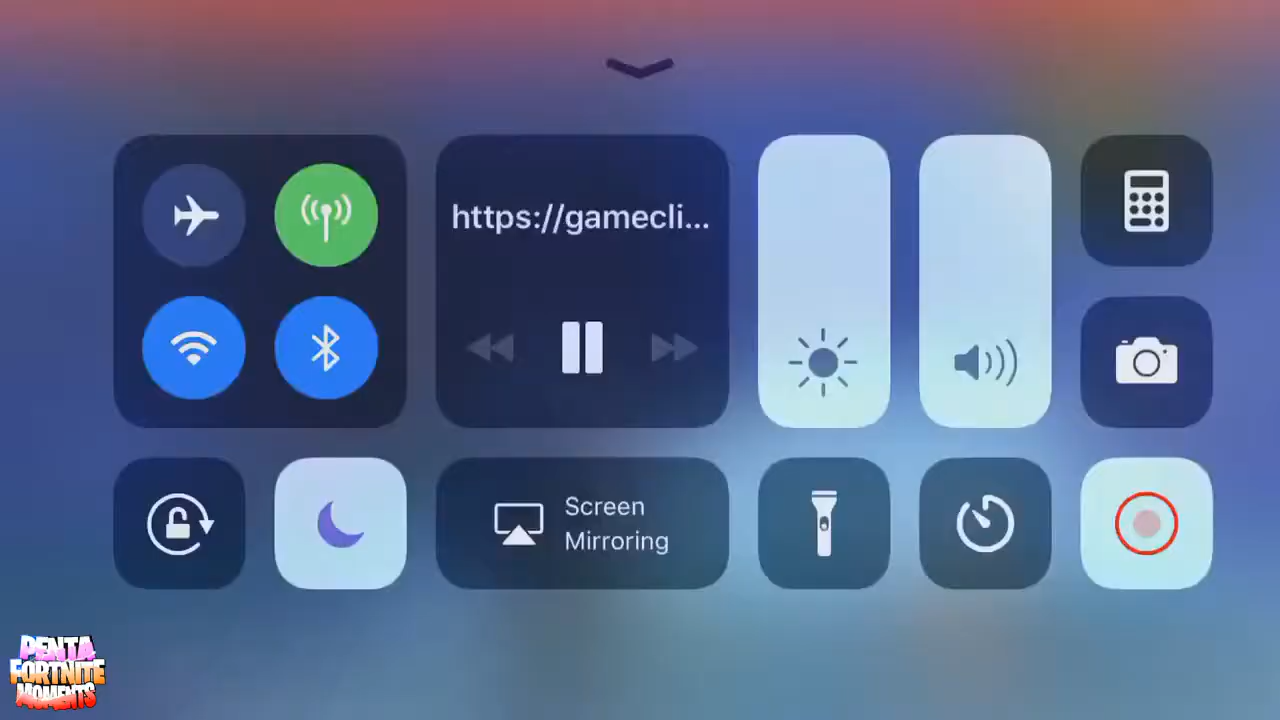 https://gamecli...
Screen
Mirroring
PENTA
FORTNITE
MOMENTS